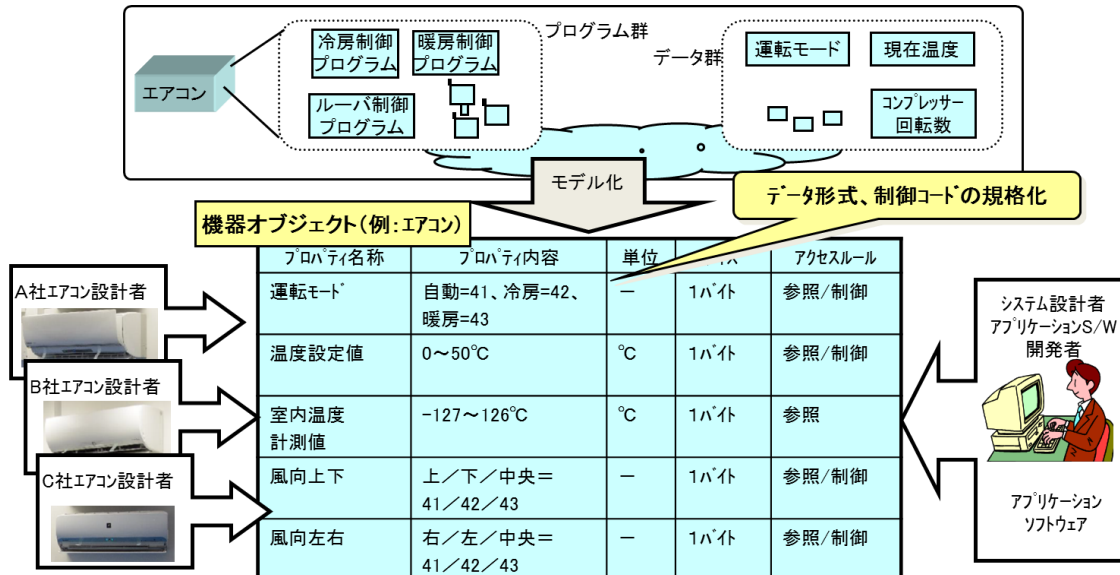 プログラム群
冷房制御
プログラム
暖房制御
プログラム
ルーバ制御
プログラム
エアコン
データ群
運転モード
現在温度
コンプレッサー
回転数
モデル化
データ形式、制御コードの規格化
機器オブジェクト(例:エアコン)
プロパティ名称 プロパティ内容 単位 アクセスルール
運転モード 自動=41、冷房=42、 － 1バイト 参照/制御
暖房=43
温度設定値 0～50℃ ℃ 1バイト 参照/制御
室内温度 -127～126℃ ℃ 1バイト 参照
計測値
風向上下 上／下／中央＝ － 1バイト 参照/制御
41／42／43
風向左右 右／左／中央＝ － 1バイト 参照/制御
41／42／43
A社エアコン設計者
B社エアコン設計者
C社エアコン設計者
システム設計者
アプリケーションS/W
開発者
アプリケーション
ソフトウェア